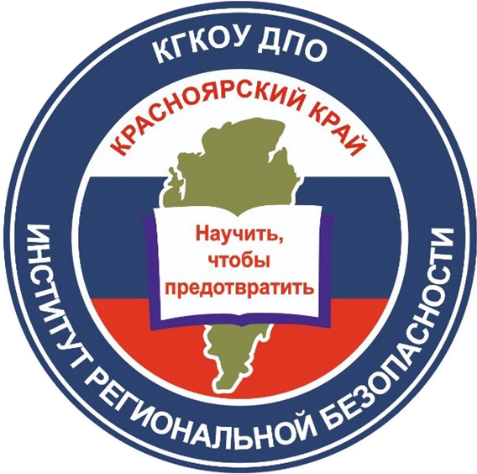 КГКОУ ДПО
КРАСНОЯРСКИЙ КРАЙ
Научить,
чтобы
предотвратить
ИНСТИТУТ РЕГИОНАЛЬНОЙ БЕЗОПАСНОСТИ